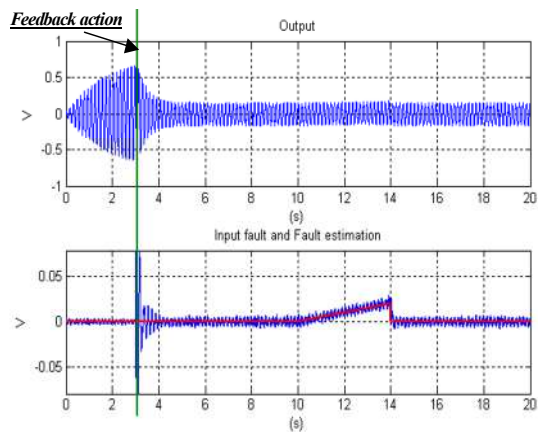 Feedback action
Output
1
0.5
0
-0.5
-1
V
0 2 4 6 8 10 12 14 16 18 20
(s)
Input fault and Fault estimation
0.05
0
-0.05
V
0 2 4 6 8 10 12 14 16 18 20
(s)